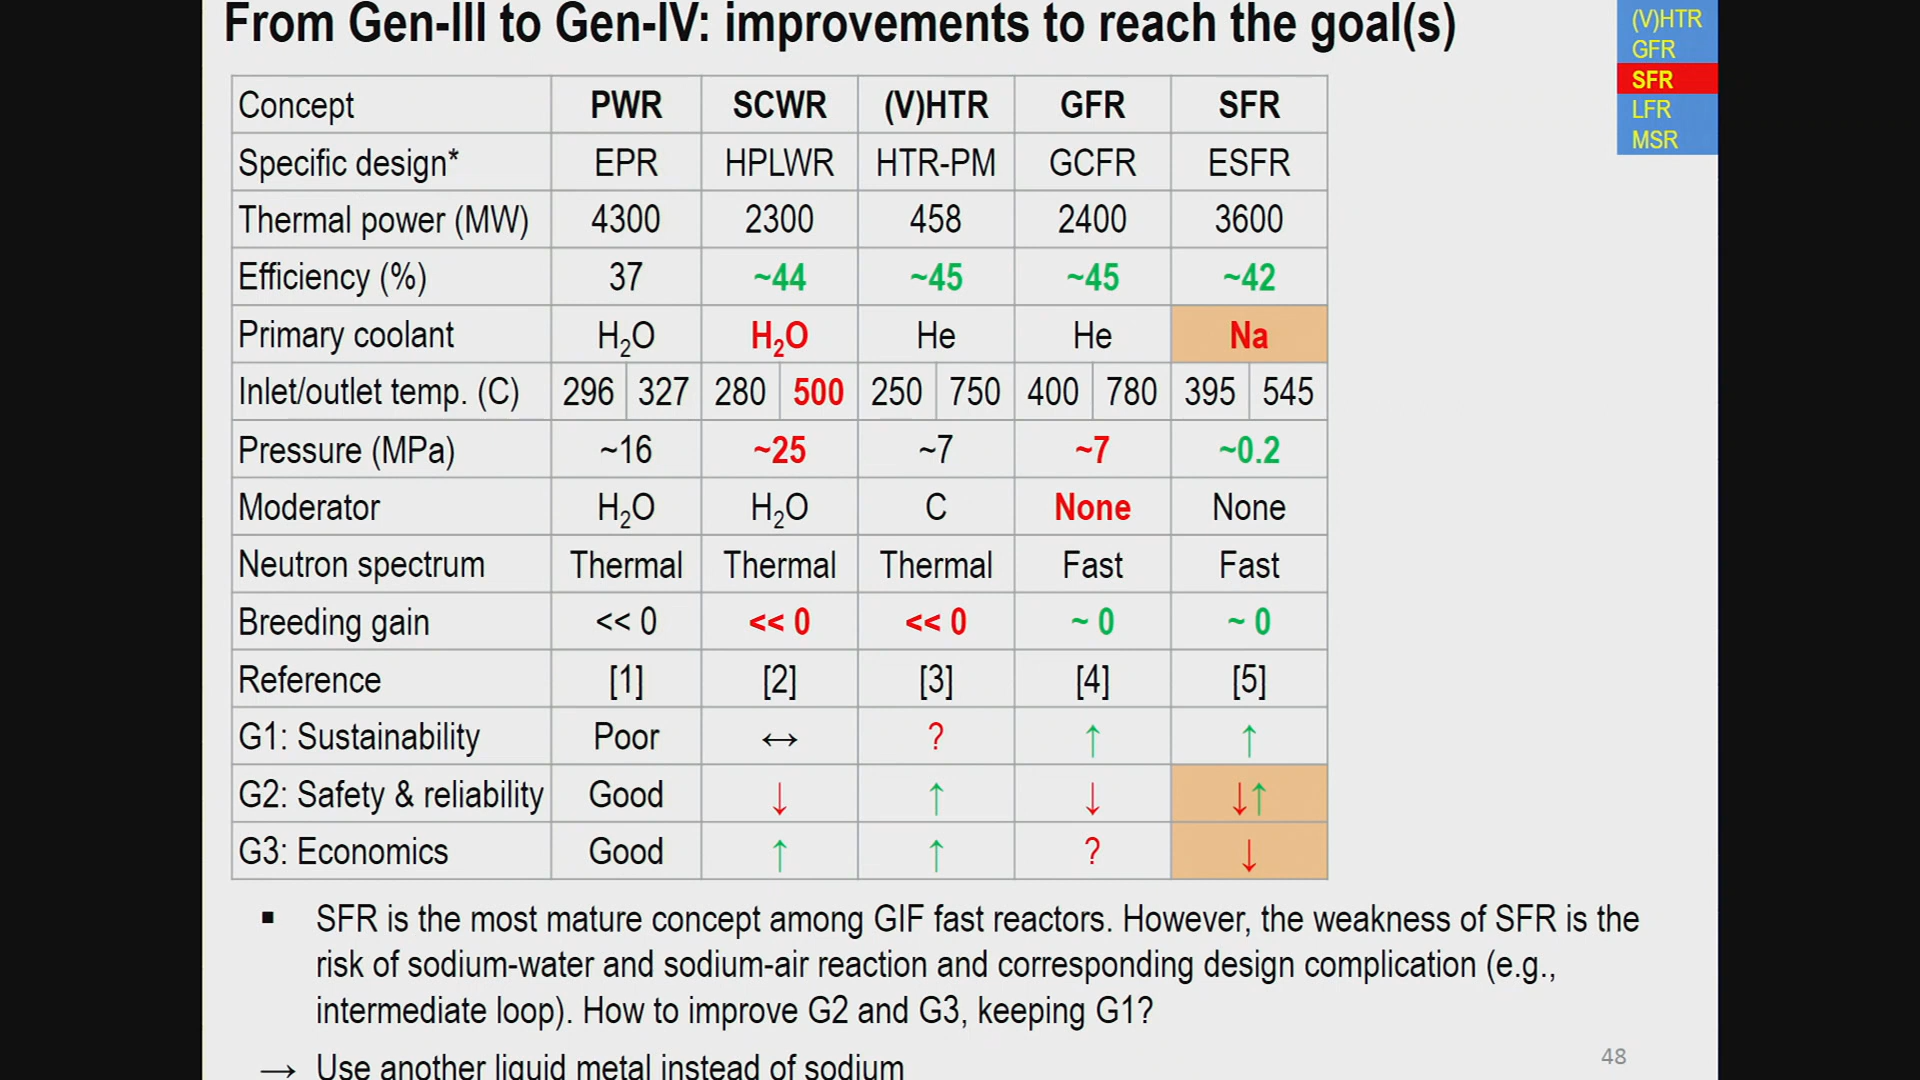 From Gen-III to Gen-IV: improvements to reach the goal(s)
(V)HTR
GFR
SFR
LFR
MSR
Concept PWR SCWR (V)HTR GFR SFR
Specific design* EPR HPLWR HTR-PM GCFR ESFR
Thermal power (MW) 4300 2300 458 2400 3600
Efficiency (%) 37 ~44 ~45 ~45 ~42
Primary coolant H₂O H₂O He He Na
Inlet/outlet temp. (C) 296 327 280 500 250 750 400 780 395 545
Pressure (MPa) ~16 ~25 ~7 ~7 ~0.2
Moderator H₂O H₂O C None None
Neutron spectrum Thermal Thermal Thermal Fast Fast
Breeding gain << 0 << 0 << 0 ~ 0 ~ 0
Reference [1] [2] [3] [4] [5]
G1: Sustainability Poor ↔ ? ↑ ↑
G2: Safety & reliability Good ↓ ↑ ↓ ↓↑
G3: Economics Good ↑ ↑ ? ↓
▪ SFR is the most mature concept among GIF fast reactors. However, the weakness of SFR is the
risk of sodium-water and sodium-air reaction and corresponding design complication (e.g.,
intermediate loop). How to improve G2 and G3, keeping G1?
→ Use another liquid metal instead of sodium
48